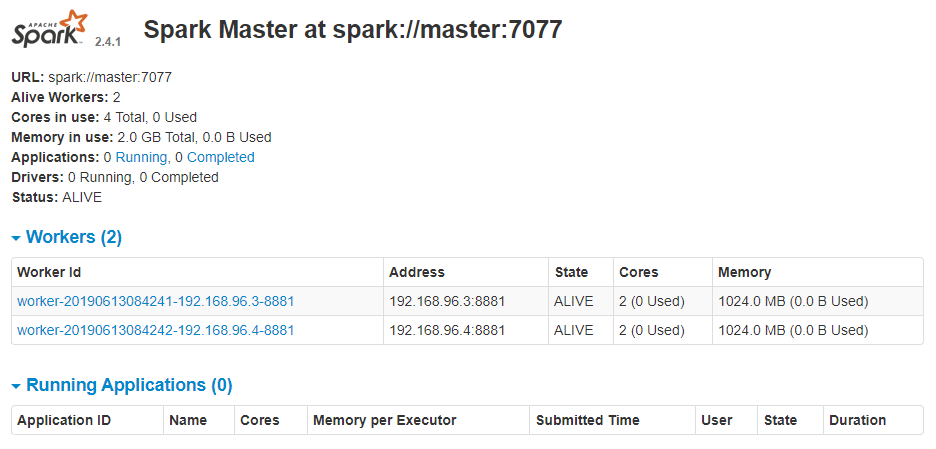 APACHE
Spark 2.4.1 Spark Master at spark://master:7077
URL: spark://master:7077
Alive Workers: 2
Cores in use: 4 Total, 0 Used
Memory in use: 2.0 GB Total, 0.0 B Used
Applications: 0 Running, 0 Completed
Drivers: 0 Running, 0 Completed
Status: ALIVE
Workers (2)
Worker Id Address State Cores Memory
worker-20190613084241-192.168.96.3-8881 192.168.96.3:8881 ALIVE 2 (0 Used) 1024.0 MB (0.0 B Used)
worker-20190613084242-192.168.96.4-8881 192.168.96.4:8881 ALIVE 2 (0 Used) 1024.0 MB (0.0 B Used)
Running Applications (0)
Application ID Name Cores Memory per Executor Submitted Time User State Duration